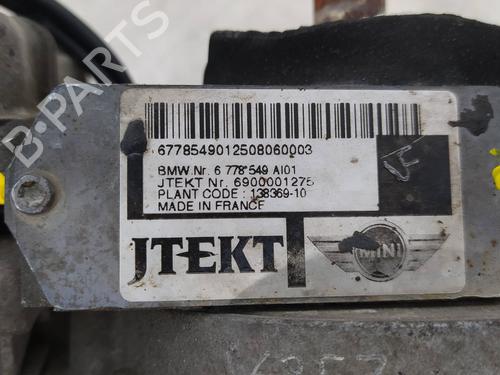 6778549012508060003
BMW.Nr. 6 778 549 AI01
JTEKT Nr. 6900001275
PLANT CODE : 138369-10
MADE IN FRANCE
JTEKT
MINI